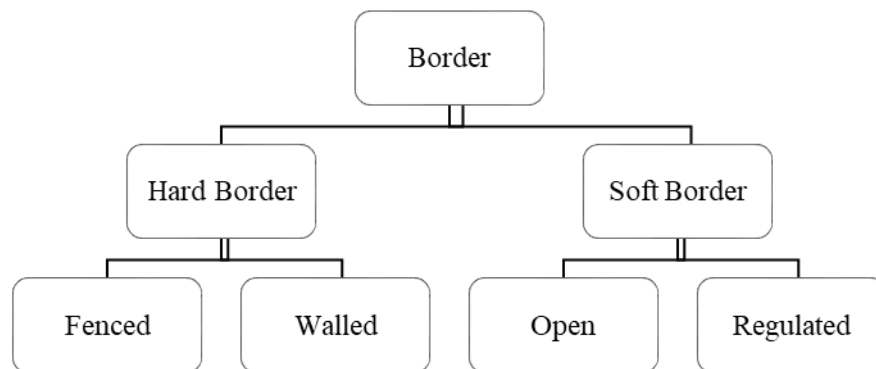 Border
Hard Border
Soft Border
Fenced
Walled
Open
Regulated